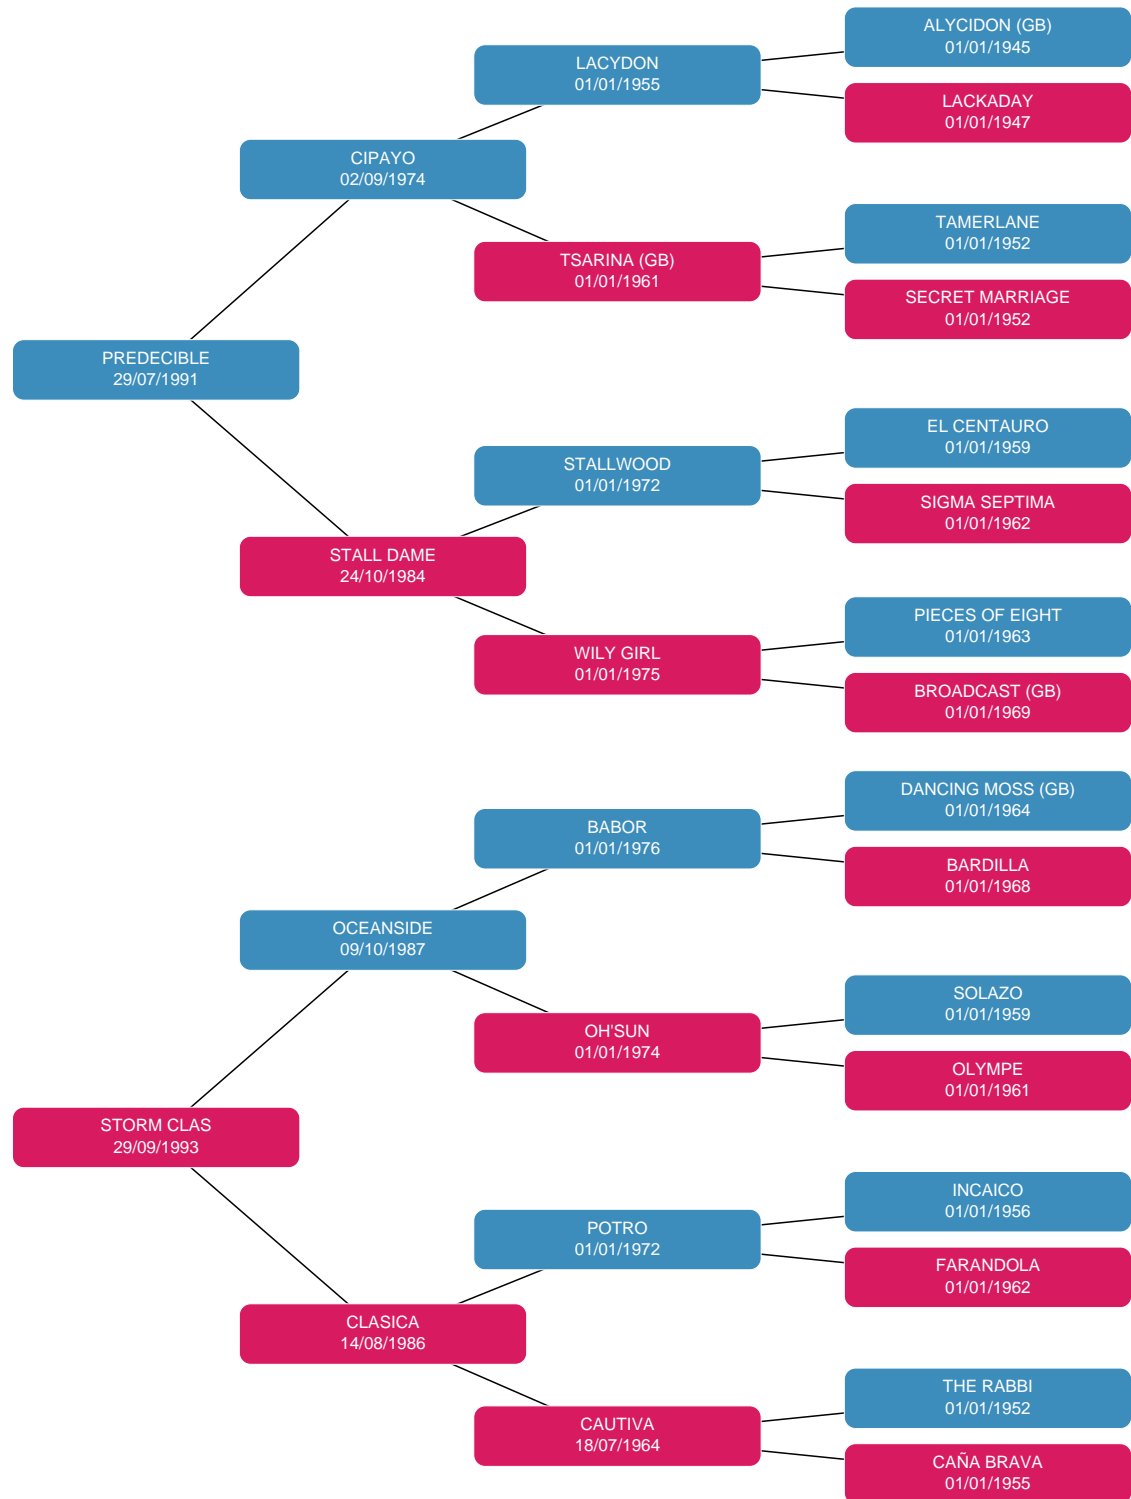 ALYCIDON (GB)
01/01/1945
LACYDON
01/01/1955
LACKADAY
01/01/1947
CIPAYO
02/09/1974
TAMERLANE
01/01/1952
TSARINA (GB)
01/01/1961
SECRET MARRIAGE
01/01/1952
PREDECIBLE
29/07/1991
EL CENTAURO
01/01/1959
STALLWOOD
01/01/1972
SIGMA SEPTIMA
01/01/1962
STALL DAME
24/10/1984
PIECES OF EIGHT
01/01/1963
WILY GIRL
01/01/1975
BROADCAST (GB)
01/01/1969
DANCING MOSS (GB)
01/01/1964
BABOR
01/01/1976
BARDILLA
01/01/1968
OCEANSIDE
09/10/1987
SOLAZO
01/01/1959
OH'SUN
01/01/1974
OLYMPE
01/01/1961
STORM CLAS
29/09/1993
INCAICO
01/01/1956
POTRO
01/01/1972
FARANDOLA
01/01/1962
CLASICA
14/08/1986
THE RABBI
01/01/1952
CAUTIVA
18/07/1964
CAÑA BRAVA
01/01/1955